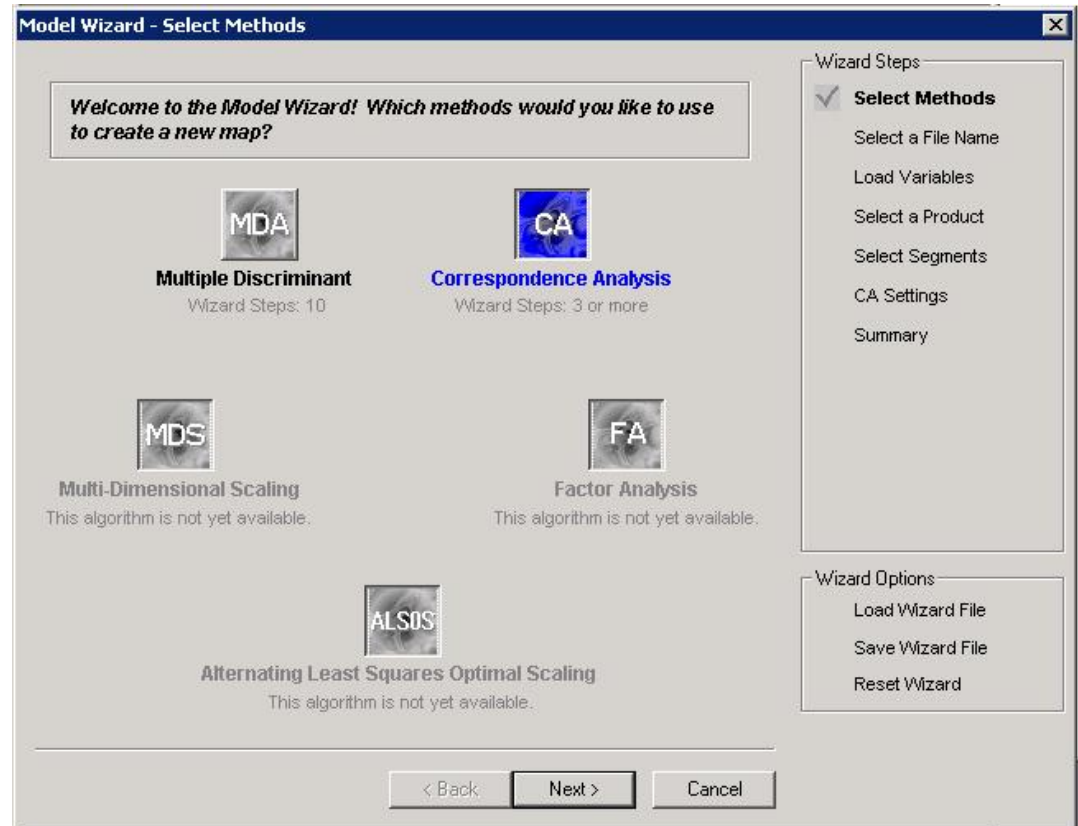 Model Wizard - Select Methods
Welcome to the Model Wizard! Which methods would you like to use
to create a new map?
MDA
Multiple Discriminant
Wizard Steps: 10
CA
Correspondence Analysis
Wizard Steps: 3 or more
MDS
Multi-Dimensional Scaling
This algorithm is not yet available.
FA
Factor Analysis
This algorithm is not yet available.
ALSOS
Alternating Least Squares Optimal Scaling
This algorithm is not yet available.
< Back
Next >
Cancel
Wizard Steps
Select Methods
Select a File Name
Load Variables
Select a Product
Select Segments
CA Settings
Summary
Wizard Options
Load Wizard File
Save Wizard File
Reset Wizard